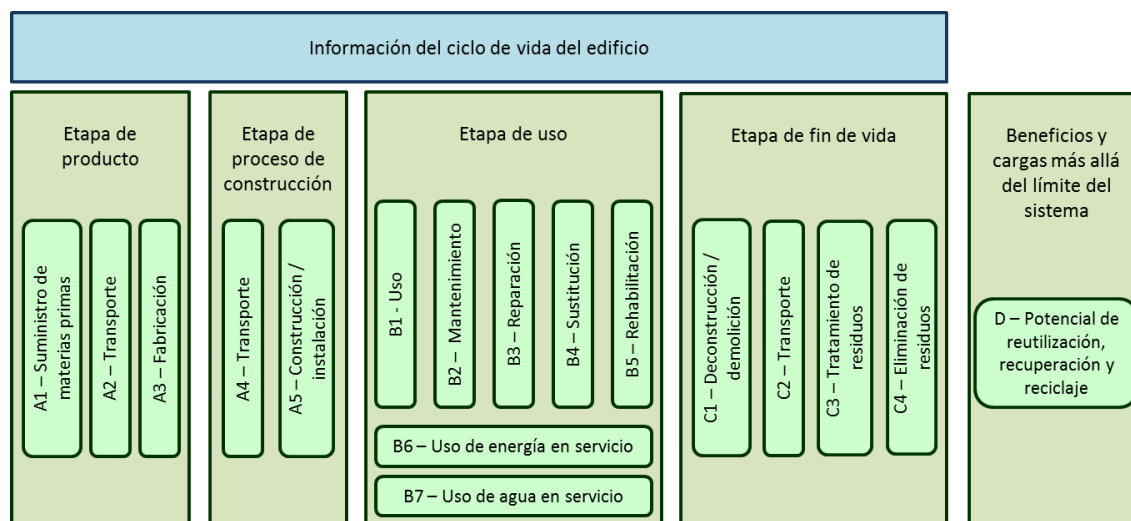 Información del ciclo de vida del edificio
Etapa de
producto
A1 – Suministro de
materias primas
A2 – Transporte
A3 – Fabricación
Etapa de
proceso de
construcción
A4 – Transporte
A5 – Construcción /
instalación
Etapa de uso
B1 - Uso
B2 – Mantenimiento
B3 – Reparación
B4 – Sustitución
B5 – Rehabilitación
B6 – Uso de energía en servicio
B7 – Uso de agua en servicio
Etapa de fin de vida
C1 – Deconstrucción /
demolición
C2 – Transporte
C3 – Tratamiento de
residuos
C4 – Eliminación de
residuos
Beneficios y
cargas más allá
del límite del
sistema
D – Potencial de
reutilización,
recuperación y
reciclaje